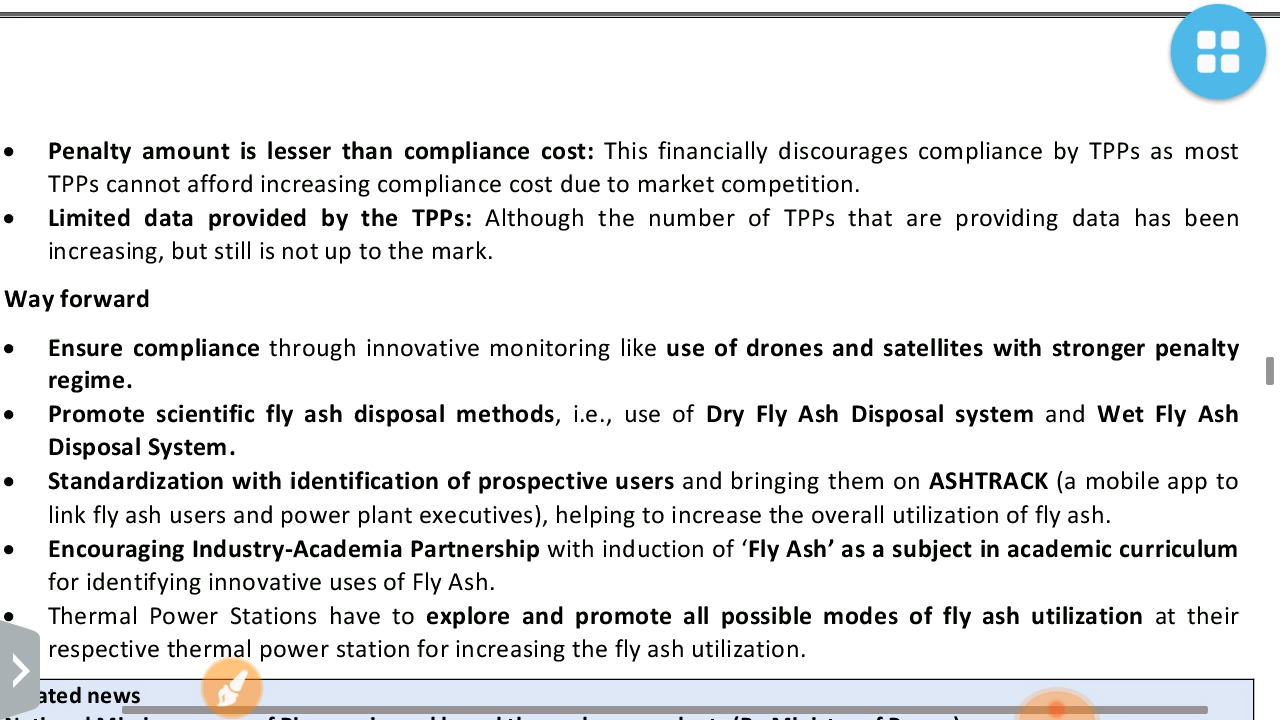 • Penalty amount is lesser than compliance cost: This financially discourages compliance by TPPs as most
TPPs cannot afford increasing compliance cost due to market competition.
• Limited data provided by the TPPs: Although the number of TPPs that are providing data has been
increasing, but still is not up to the mark.
Way forward
• Ensure compliance through innovative monitoring like use of drones and satellites with stronger penalty
regime.
• Promote scientific fly ash disposal methods, i.e., use of Dry Fly Ash Disposal system and Wet Fly Ash
Disposal System.
• Standardization with identification of prospective users and bringing them on ASHTRACK (a mobile app to
link fly ash users and power plant executives), helping to increase the overall utilization of fly ash.
• Encouraging Industry-Academia Partnership with induction of ‘Fly Ash’ as a subject in academic curriculum
for identifying innovative uses of Fly Ash.
• Thermal Power Stations have to explore and promote all possible modes of fly ash utilization at their
respective thermal power station for increasing the fly ash utilization.
ated news